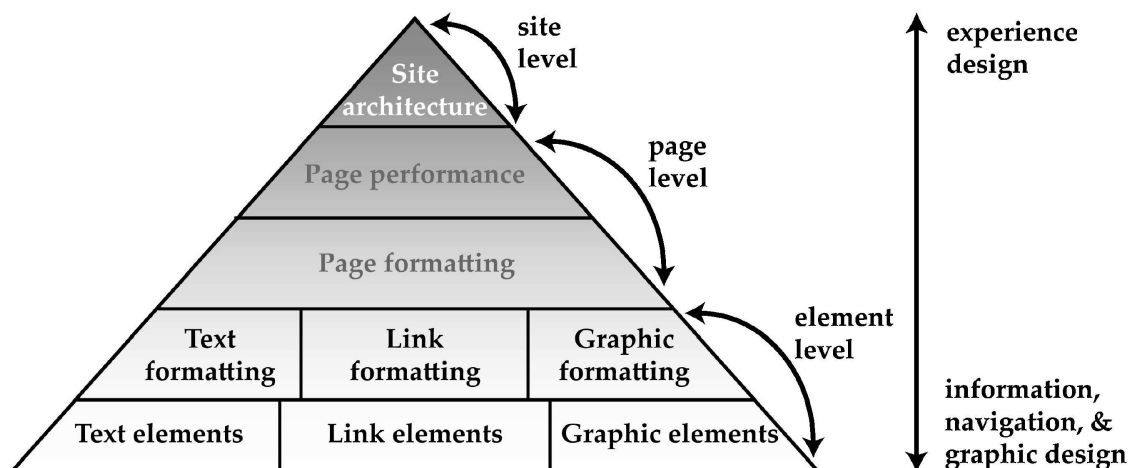 site
level
experience
design
Site
architecture
page
level
Page performance
Page formatting
element
level
Text
formatting
Link
formatting
Graphic
formatting
information,
navigation, &
graphic design
Text elements
Link elements
Graphic elements